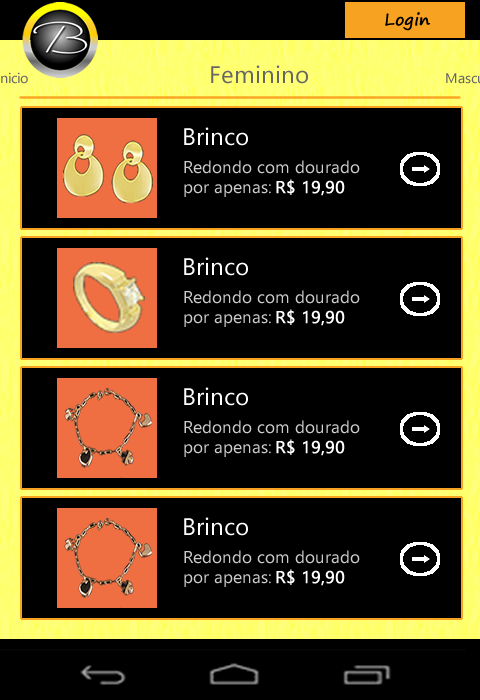 B
Login
nicio
Feminino
Mascu
Brinco
Redondo com dourado
por apenas: R$ 19,90
Brinco
Redondo com dourado
por apenas: R$ 19,90
Brinco
Redondo com dourado
por apenas: R$ 19,90
Brinco
Redondo com dourado
por apenas: R$ 19,90